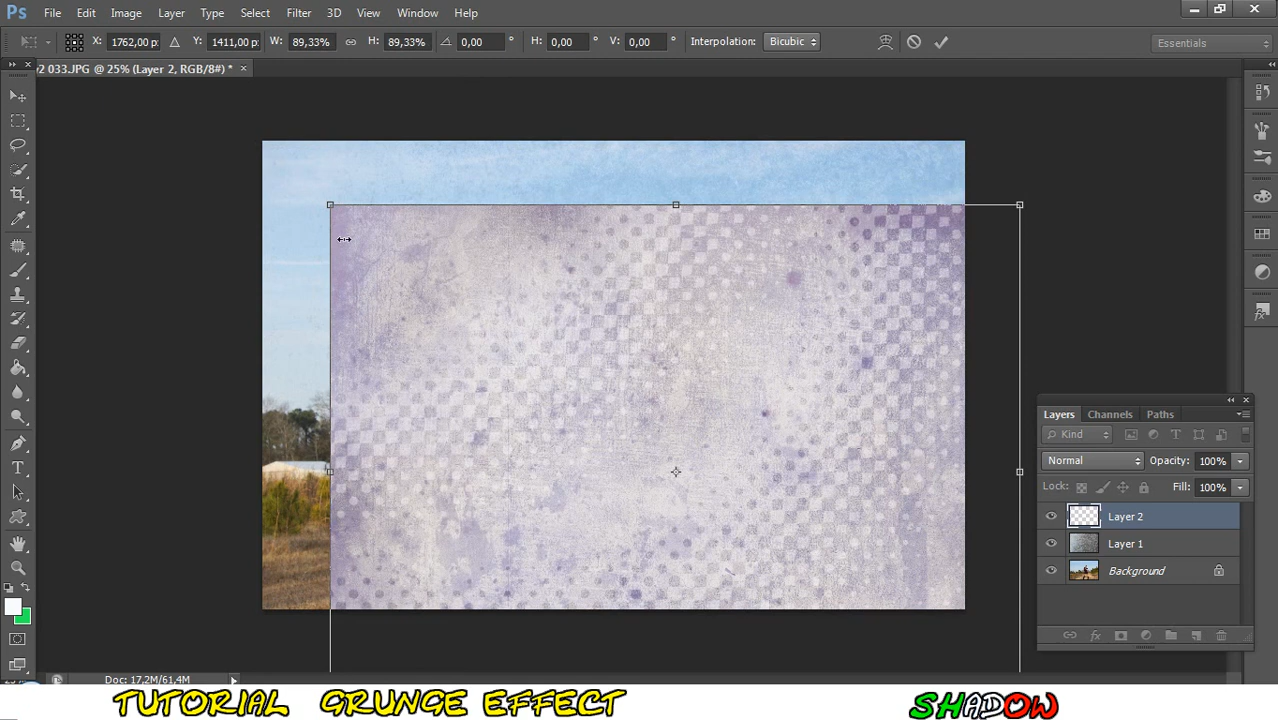 Ps File Edit Image Layer Type Select Filter 3D View Window Help
X: 1762,00 p: Y: 1411,00 p: W: 89,33% H: 89,33% 0,00 ° H: 0,00 ° V: 0,00 ° Interpolation: Bicubic Essentials
2 033.JPG @ 25% (Layer 2, RGB/8#) * ×
Layers Channels Paths
Kind
Normal Opacity: 100%
Lock: Fill: 100%
Layer 2
Layer 1
Background
Doc: 17,2M/61,4M
TUTORIAL GRUNGE EFFECT SHADOW